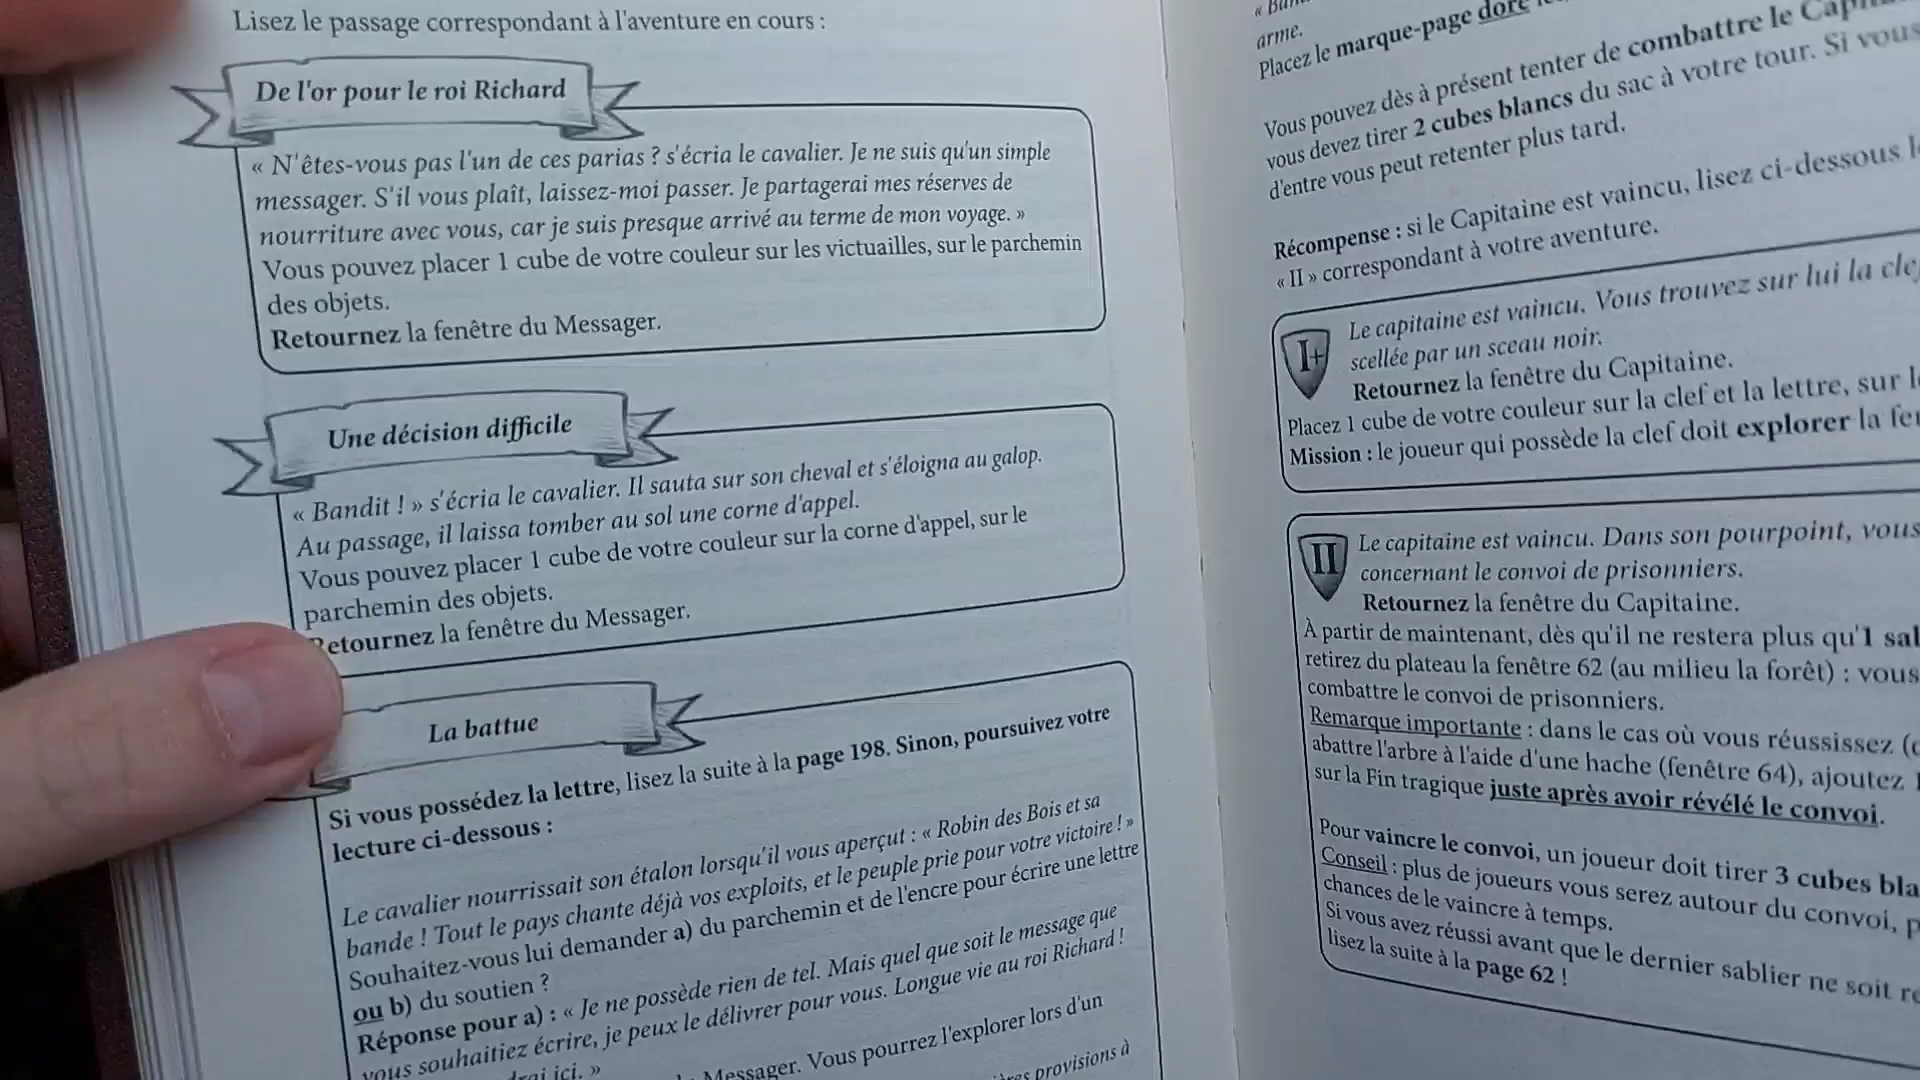 Lisez le passage correspondant à l'aventure en cours :
De l'or pour le roi Richard
« N'êtes-vous pas l'un de ces parias ? s'écria le cavalier. Je ne suis qu'un simple
messager. S'il vous plaît, laissez-moi passer. Je partagerai mes réserves de
nourriture avec vous, car je suis presque arrivé au terme de mon voyage. »
Vous pouvez placer 1 cube de votre couleur sur les victuailles, sur le parchemin
des objets.
Retournez la fenêtre du Messager.
Une décision difficile
« Bandit ! » s'écria le cavalier. Il sauta sur son cheval et s'éloigna au galop.
Au passage, il laissa tomber au sol une corne d'appel.
Vous pouvez placer 1 cube de votre couleur sur la corne d'appel, sur le
parchemin des objets.
Retournez la fenêtre du Messager.
La battue
Si vous possédez la lettre, lisez la suite à la page 198. Sinon, poursuivez votre
lecture ci-dessous :
Le cavalier nourrissait son étalon lorsqu'il vous aperçut : « Robin des Bois et sa
bande ! Tout le pays chante déjà vos exploits, et le peuple prie pour votre victoire ! »
Souhaitez-vous lui demander a) du parchemin et de l'encre pour écrire une lettre
ou b) du soutien ?
Réponse pour a) : « Je ne possède rien de tel. Mais quel que soit le message que
vous souhaitiez écrire, je peux le délivrer pour vous. Longue vie au roi Richard !
ici. »
Messager. Vous pourrez l'explorer lors d'un
provisions à
arme.
Placez le marque-page doré
Vous pouvez dès à présent tenter de combattre le
vous devez tirer 2 cubes blancs du sac à votre tour. Si vous
d'entre vous peut retenter plus tard.
Récompense : si le Capitaine est vaincu, lisez ci-dessous
« II » correspondant à votre aventure.
I+
Le capitaine est vaincu. Vous trouvez sur lui la
scellée par un sceau noir.
Retournez la fenêtre du Capitaine.
Placez 1 cube de votre couleur sur la clef et la lettre, sur
Mission : le joueur qui possède la clef doit explorer la
II
Le capitaine est vaincu. Dans son pourpoint, vous
concernant le convoi de prisonniers.
Retournez la fenêtre du Capitaine.
À partir de maintenant, dès qu'il ne restera plus qu'1
retirez du plateau la fenêtre 62 (au milieu la forêt) : vous
combattre le convoi de prisonniers.
Remarque importante : dans le cas où vous réussissez
abattre l'arbre à l'aide d'une hache (fenêtre 64), ajoutez
sur la Fin tragique juste après avoir révélé le convoi.
Pour vaincre le convoi, un joueur doit tirer 3 cubes
Conseil : plus de joueurs vous serez autour du convoi,
chances de le vaincre à temps.
Si vous avez réussi avant que le dernier sablier ne soit
lisez la suite à la page 62 !